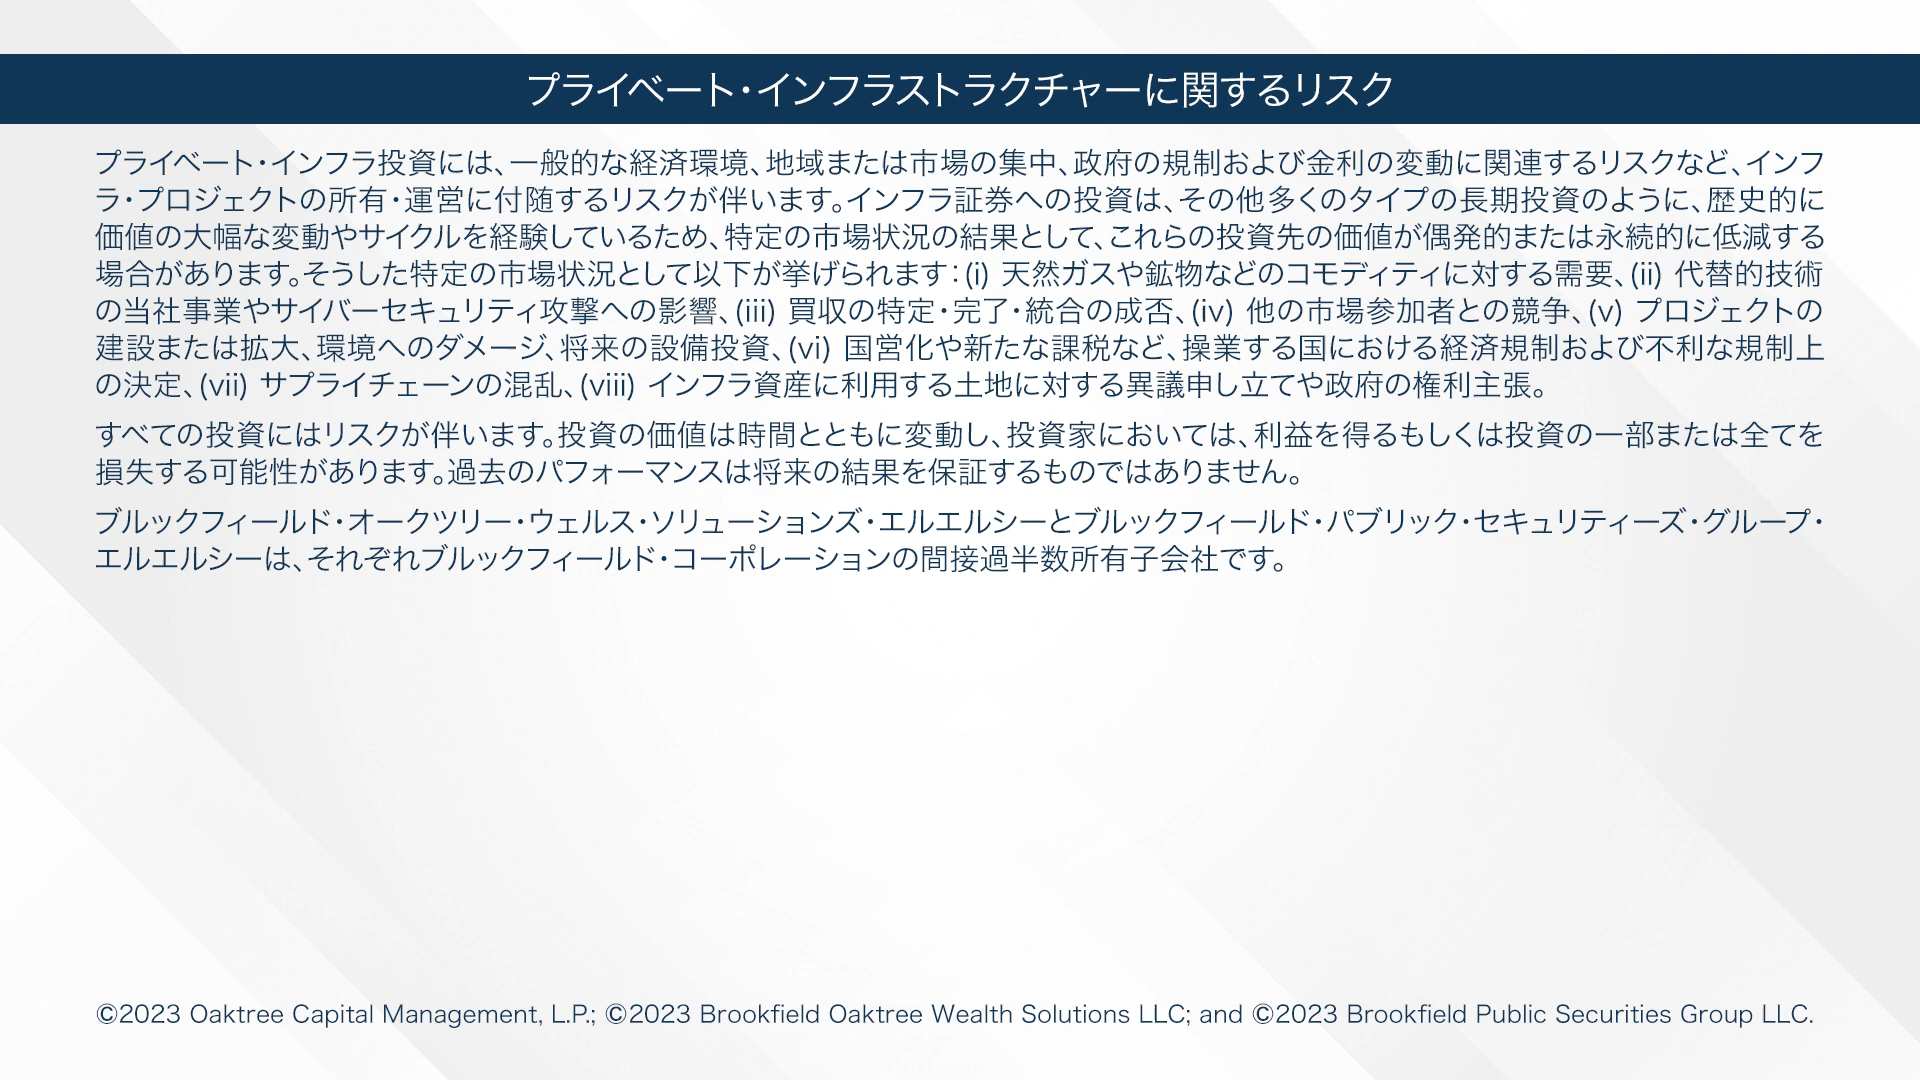 プライベート・インフラストラクチャーに関するリスク
プライベート・インフラ投資には、一般的な経済環境、地域または市場の集中、政府の規制および金利の変動に関連するリスクなど、インフ
ラ・プロジェクトの所有・運営に付随するリスクが伴います。インフラ証券への投資は、その他多くのタイプの長期投資のように、歴史的に
価値の大幅な変動やサイクルを経験しているため、特定の市場状況の結果として、これらの投資先の価値が偶発的または永続的に低減する
場合があります。そうした特定の市場状況として以下が挙げられます：(i) 天然ガスや鉱物などのコモディティに対する需要、(ii) 代替的技術
の当社事業やサイバーセキュリティ攻撃への影響、(iii) 買収の特定・完了・統合の成否、(iv) 他の市場参加者との競争、(v) プロジェクトの
建設または拡大、環境へのダメージ、将来の設備投資、(vi) 国営化や新たな課税など、操業する国における経済規制および不利な規制上
の決定、(vii) サプライチェーンの混乱、(viii) インフラ資産に利用する土地に対する異議申し立てや政府の権利主張。
すべての投資にはリスクが伴います。投資の価値は時間とともに変動し、投資家においては、利益を得るもしくは投資の一部または全てを
損失する可能性があります。過去のパフォーマンスは将来の結果を保証するものではありません。
ブルックフィールド・オークツリー・ウェルス・ソリューションズ・エルエルシーとブルックフィールド・パブリック・セキュリティーズ・グループ・
エルエルシーは、それぞれブルックフィールド・コーポレーションの間接過半数所有子会社です。
©2023 Oaktree Capital Management, L.P.; ©2023 Brookfield Oaktree Wealth Solutions LLC; and ©2023 Brookfield Public Securities Group LLC.